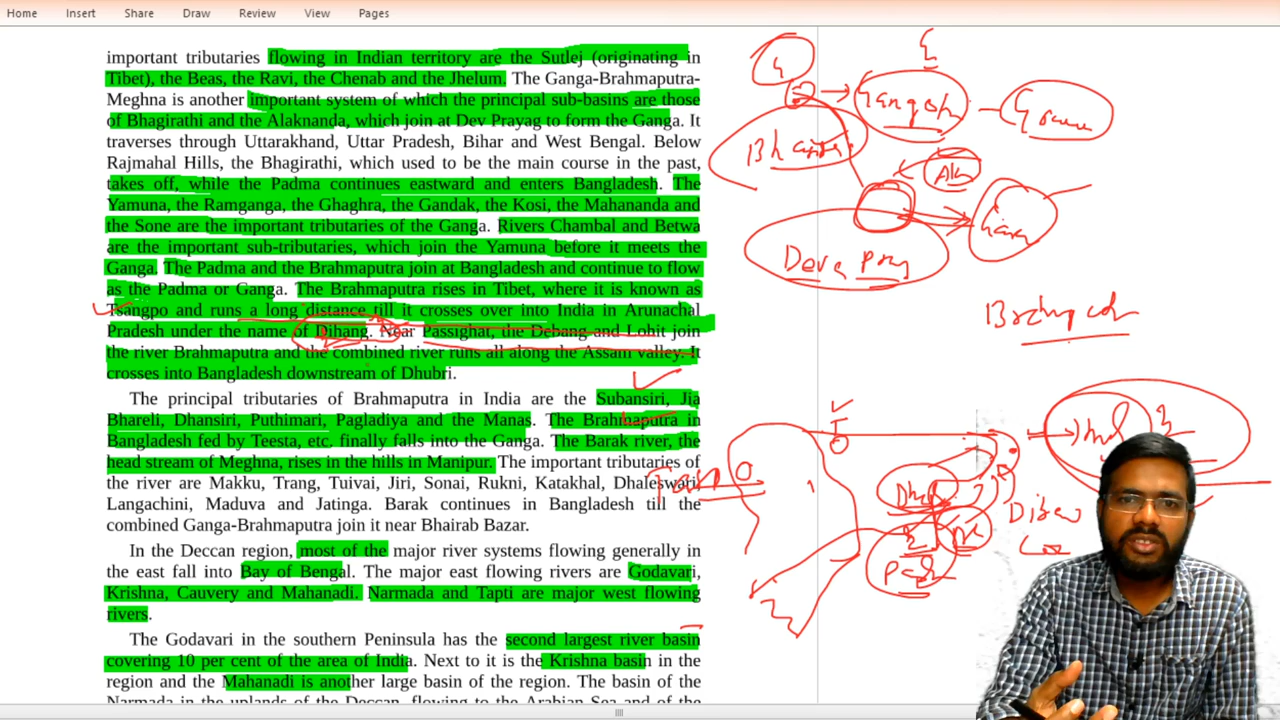 Home Insert Share Draw Review View Pages
important tributaries flowing in Indian territory are the Sutlej (originating in
Tibet), the Beas, the Ravi, the Chenab and the Jhelum. The Ganga-Brahmaputra-
Meghna is another important system of which the principal sub-basins are those
of Bhagirathi and the Alaknanda, which join at Dev Prayag to form the Ganga. It
traverses through Uttarakhand, Uttar Pradesh, Bihar and West Bengal. Below
Rajmahal Hills, the Bhagirathi, which used to be the main course in the past,
takes off, while the Padma continues eastward and enters Bangladesh. The
Yamuna, the Ramganga, the Ghaghra, the Gandak, the Kosi, the Mahananda and
the Sone are the important tributaries of the Ganga. Rivers Chambal and Betwa
are the important sub-tributaries, which join the Yamuna before it meets the
Ganga. The Padma and the Brahmaputra join at Bangladesh and continue to flow
as the Padma or Ganga. The Brahmaputra rises in Tibet, where it is known as
Tsangpo and runs a long distance till it crosses over into India in Arunachal
Pradesh under the name of Dihang. Near Passighat, the Debang and Lohit join
the river Brahmaputra and the combined river runs all along the Assam valley. It
crosses into Bangladesh downstream of Dhubri.
The principal tributaries of Brahmaputra in India are the Subansiri, Jia
Bhareli, Dhansiri, Puthimari, Pagladiya and the Manas. The Brahmaputra in
Bangladesh fed by Teesta, etc. finally falls into the Ganga. The Barak river, the
head stream of Meghna, rises in the hills in Manipur. The important tributaries of
the river are Makku, Trang, Tuivai, Jiri, Sonai, Rukni, Katakhal, Dhaleswari,
Langachini, Maduva and Jatinga. Barak continues in Bangladesh till the
combined Ganga-Brahmaputra join it near Bhairab Bazar.
In the Deccan region, most of the major river systems flowing generally in
the east fall into Bay of Bengal. The major east flowing rivers are Godavari,
Krishna, Cauvery and Mahanadi. Narmada and Tapti are major west flowing
rivers.
The Godavari in the southern Peninsula has the second largest river basin
covering 10 per cent of the area of India. Next to it is the Krishna basin in the
region and the Mahanadi is another large basin of the region. The basin of the
Narmada in the uplands of the Deccan, flowing to the Arabian Sea and of the